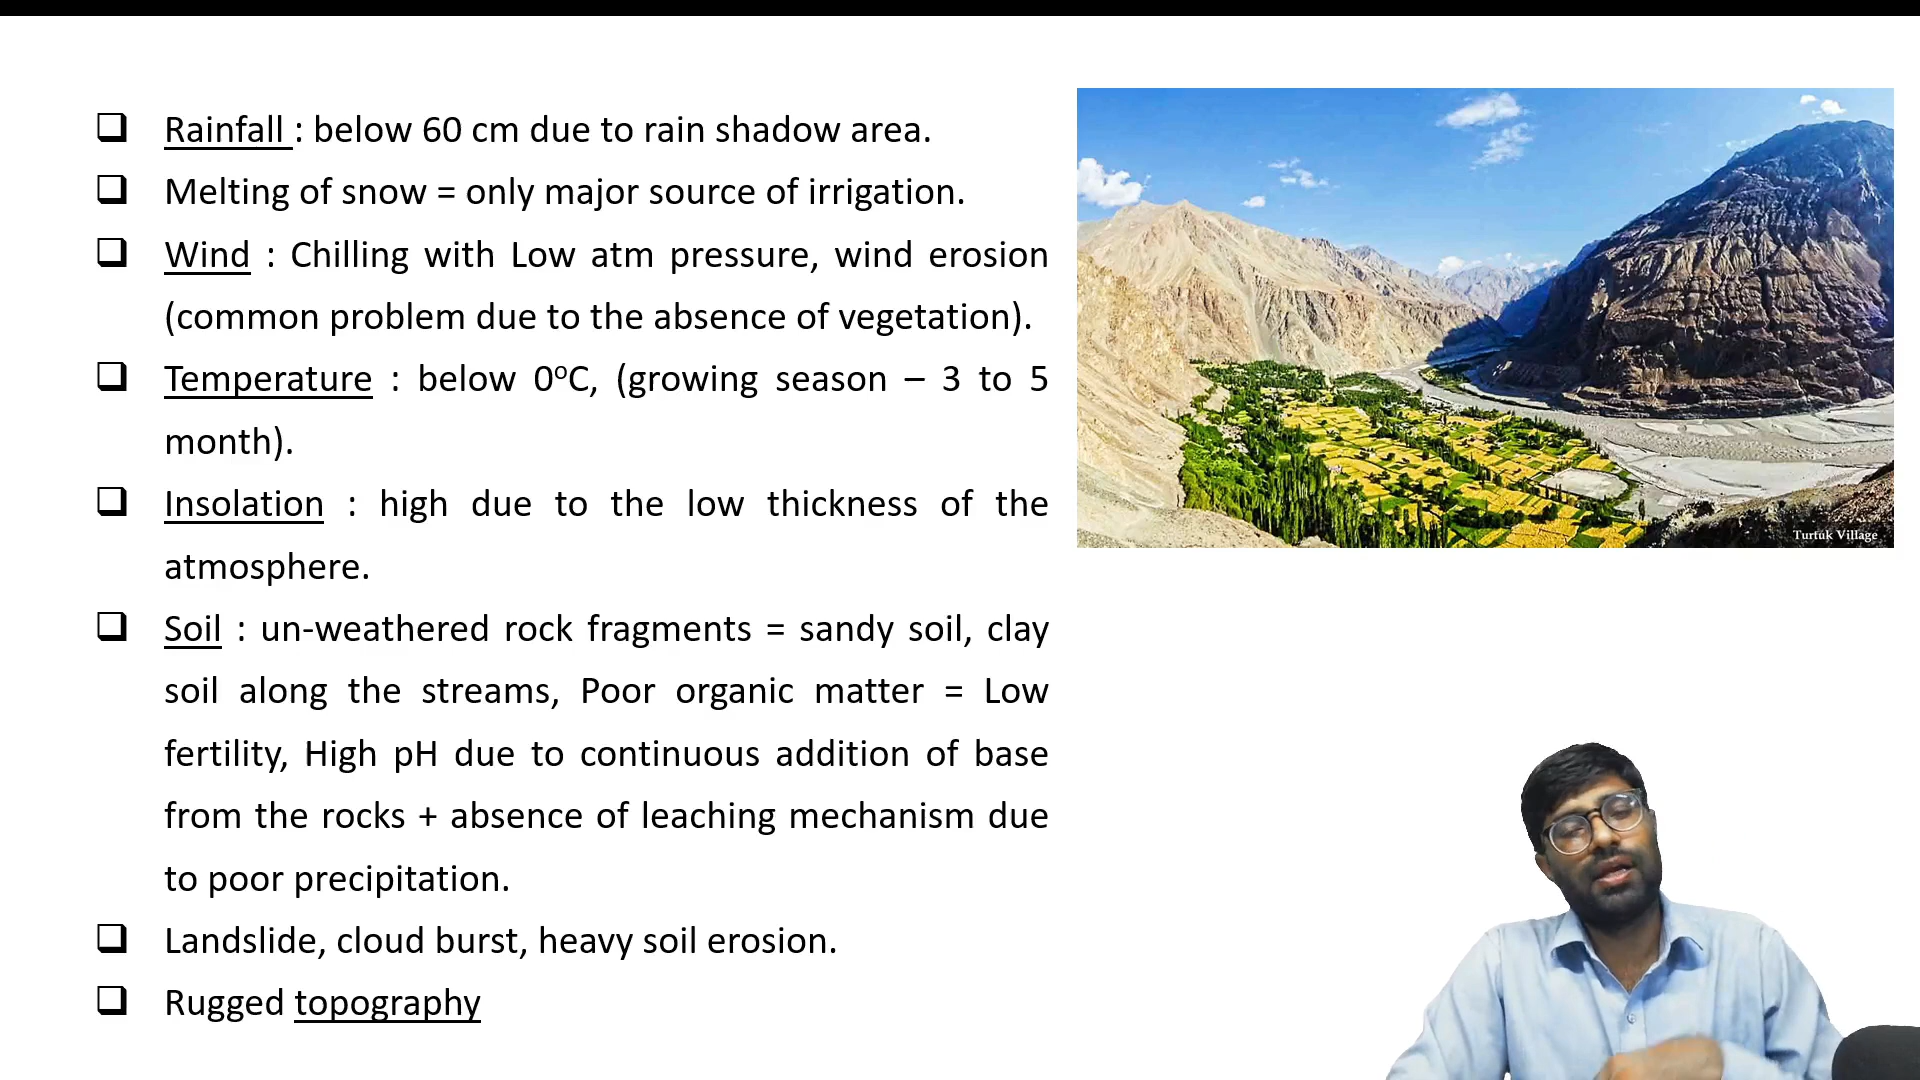 ❑ Rainfall : below 60 cm due to rain shadow area.
❑ Melting of snow = only major source of irrigation.
❑ Wind : Chilling with Low atm pressure, wind erosion
(common problem due to the absence of vegetation).
❑ Temperature : below 0ºC, (growing season – 3 to 5
month).
❑ Insolation : high due to the low thickness of the
atmosphere.
❑ Soil : un-weathered rock fragments = sandy soil, clay
soil along the streams, Poor organic matter = Low
fertility, High pH due to continuous addition of base
from the rocks + absence of leaching mechanism due
to poor precipitation.
❑ Landslide, cloud burst, heavy soil erosion.
❑ Rugged topography
Turtuk Village